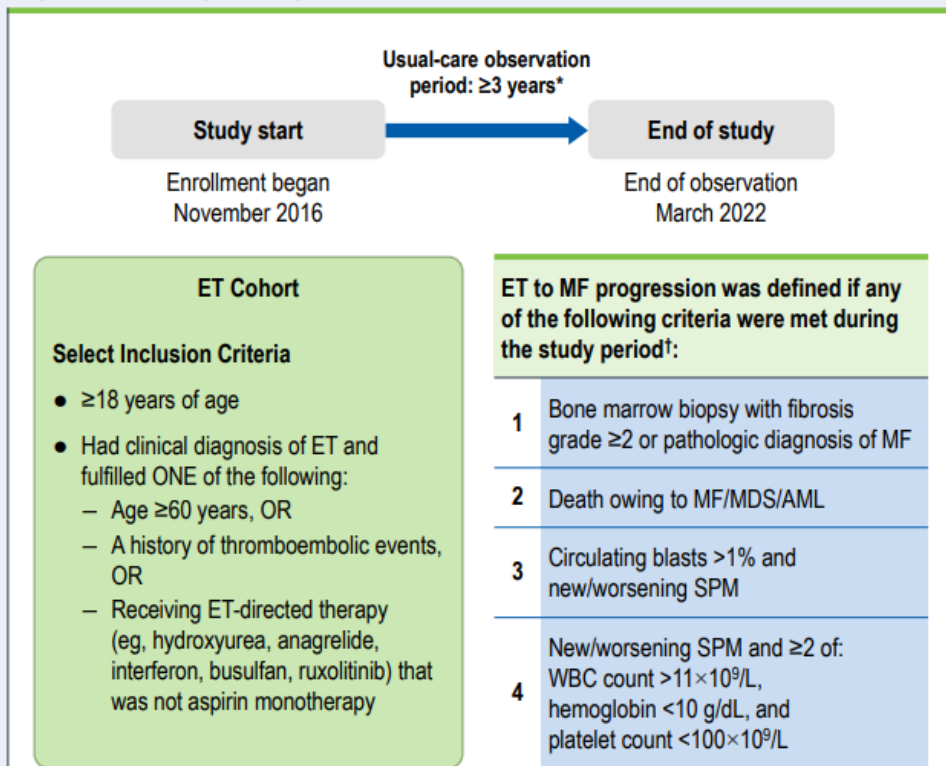 Usual-care observation
period: ≥3 years*
Study start
End of study
Enrollment began
November 2016
End of observation
March 2022
ET Cohort
Select Inclusion Criteria
● ≥18 years of age
● Had clinical diagnosis of ET and
fulfilled ONE of the following:
– Age ≥60 years, OR
– A history of thromboembolic events,
OR
– Receiving ET-directed therapy
(eg, hydroxyurea, anagrelide,
interferon, busulfan, ruxolitinib) that
was not aspirin monotherapy
ET to MF progression was defined if any
of the following criteria were met during
the study period†:
1 Bone marrow biopsy with fibrosis
grade ≥2 or pathologic diagnosis of MF
2 Death owing to MF/MDS/AML
3 Circulating blasts >1% and
new/worsening SPM
4 New/worsening SPM and ≥2 of:
WBC count >11×10⁹/L,
hemoglobin <10 g/dL, and
platelet count <100×10⁹/L